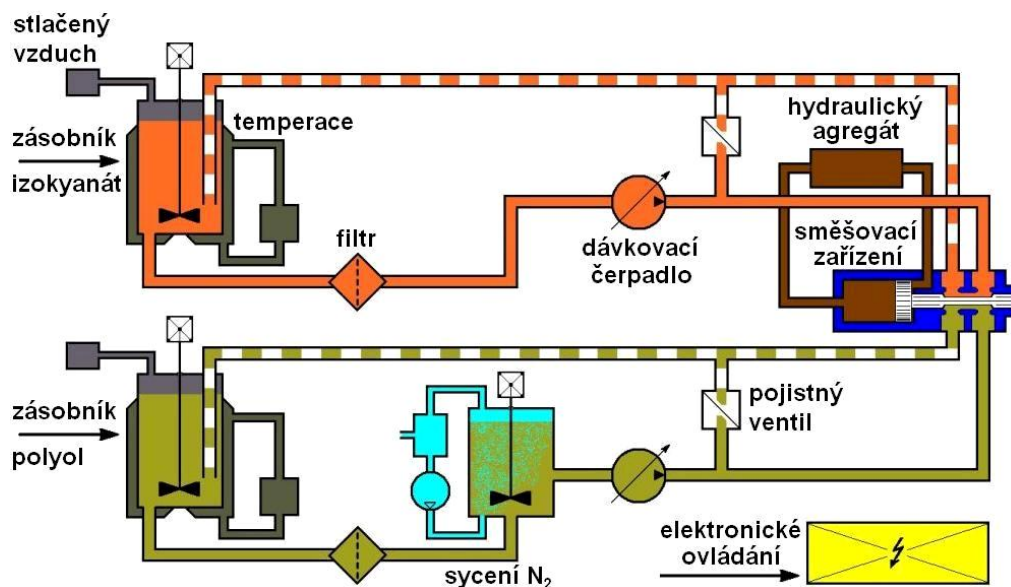 stlačený
vzduch
zásobník
izokyanát
temperace
filtr
dávkovací
čerpadlo
hydraulický
agregát
směšovací
zařízení
zásobník
polyol
sycení N₂
pojistný
ventil
elektronické
ovládání